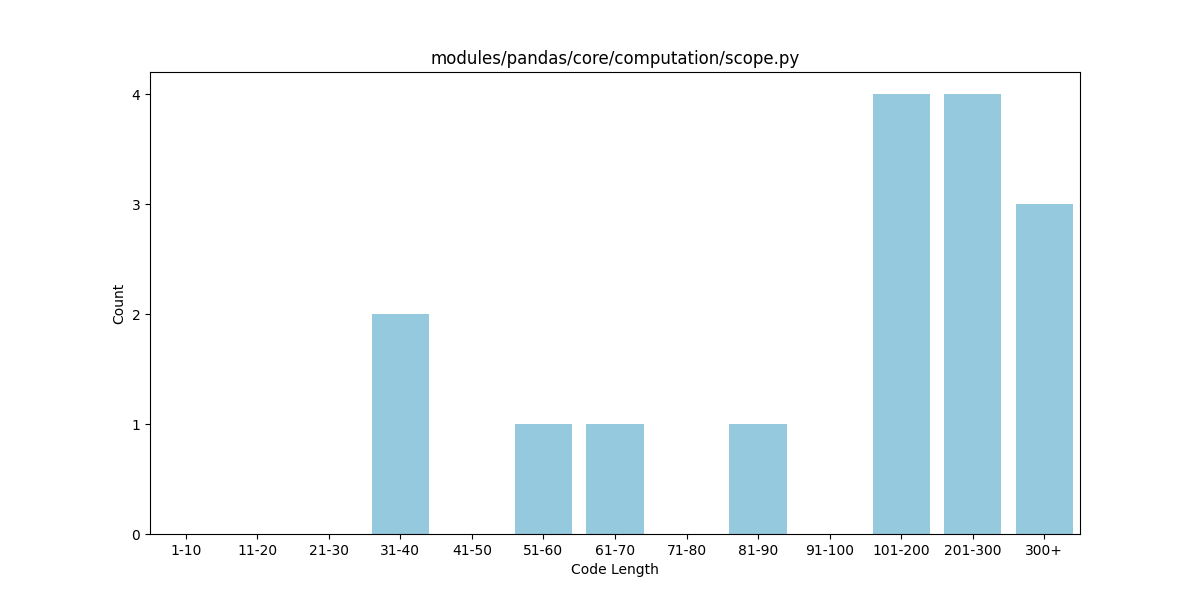 modules/pandas/core/computation/scope.py
4
3
2
1
0
Count
1-10 11-20 21-30 31-40 41-50 51-60 61-70 71-80 81-90 91-100 101-200 201-300 300+
Code Length